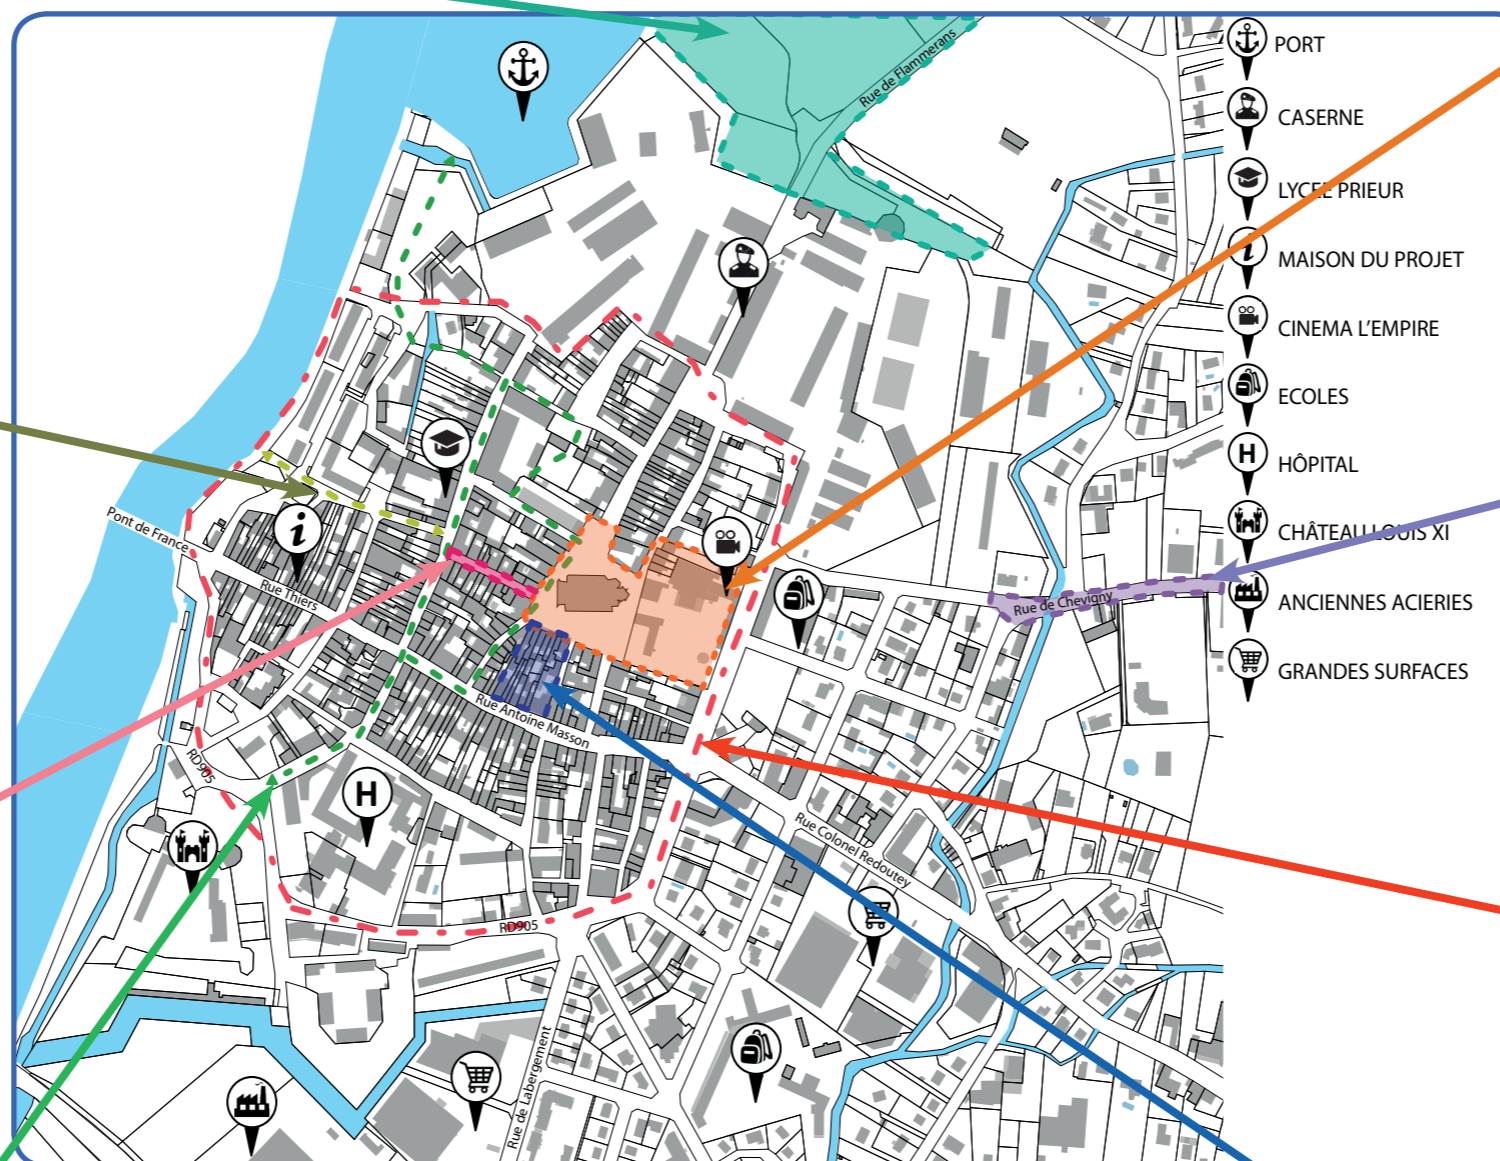 PORT
CASERNE
LYCEE PRIEUR
MAISON DU PROJET
CINEMA L'EMPIRE
ECOLES
H HÔPITAL
CHÂTEAU LOUIS XI
ANCIENNES ACIERIES
GRANDES SURFACES
Rue de Flammerans
Pont de France
i
Rue Thiers
Rue de Chevigny
Rue Antoine Masson
RD905
H
Rue Colonel Redoutey
RD905
Rue de Labergement